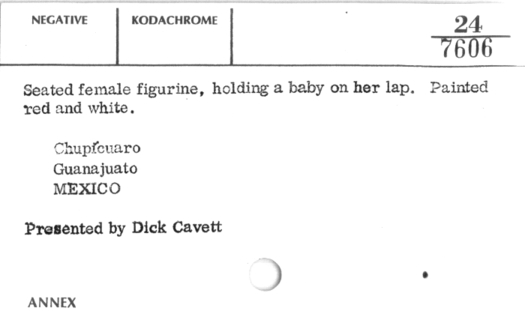 NEGATIVE KODACHROME 24
7606
Seated female figurine, holding a baby on her lap. Painted
red and white.
Chupícuaro
Guanajuato
MEXICO
Presented by Dick Cavett
ANNEX